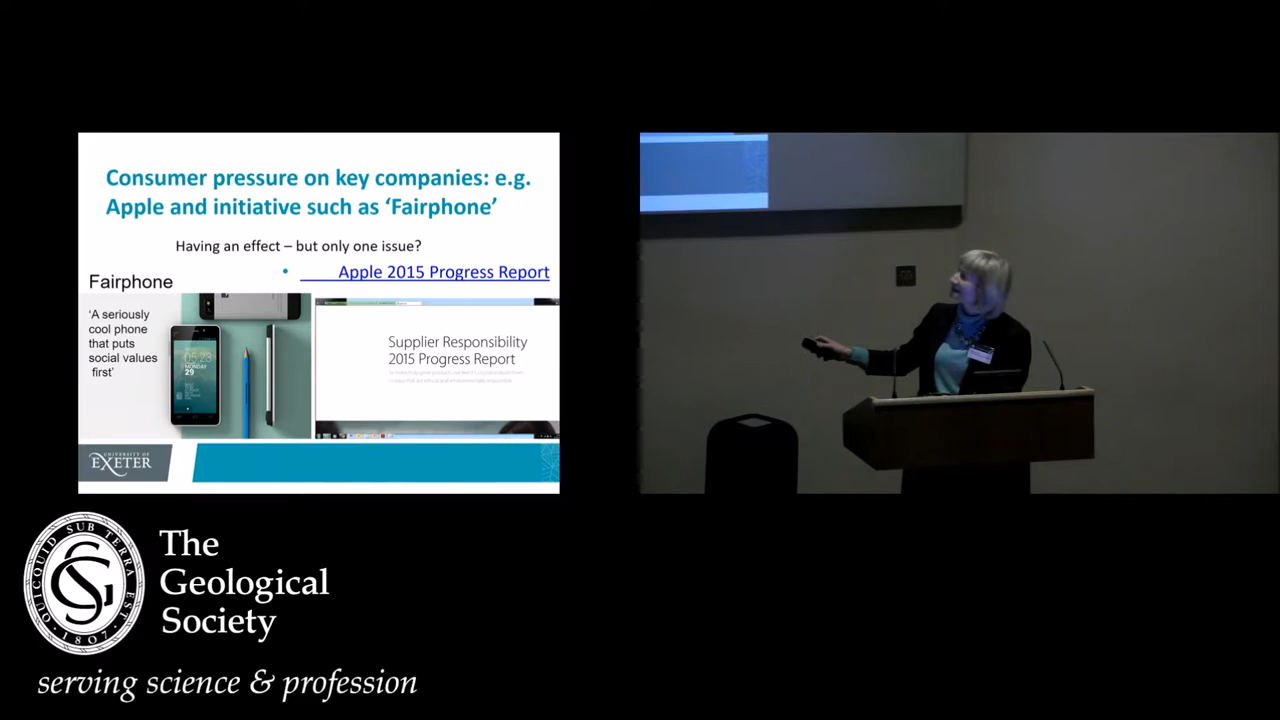 Consumer pressure on key companies: e.g.
Apple and initiative such as ‘Fairphone’
Having an effect – but only one issue?
• Apple 2015 Progress Report
Fairphone
‘A seriously
cool phone
that puts
social values
first’
05:23
MONDAY
29
Supplier Responsibility
2015 Progress Report
UNIVERSITY OF
EXETER
QUICQUID SUB TERRA EST
1807
The
Geological
Society
serving science & profession